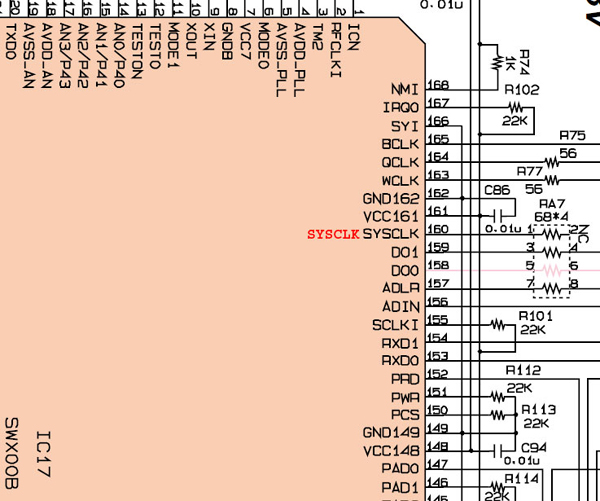 0.01u
20 19 18 17 16 15 14 13 12 11 10 9 8 7 6 5 4 3 2 1
TXD0
AVSS_AN
AVDD_AN
AN3/P43
AN2/P42
AN1/P41
AN0/P40
TESTON
TEST0
MODE1
XOUT
XIN
GND8
VCC7
MODE0
AVSS_PLL
AVDD_PLL
TM2
RFCLKI
ICN
R74
1K
NMI 168
IRQ0 167
R102
22K
SYI 166
BCLK 165
R75
QCLK 164
56
WCLK 163
R77
56
GND162 162
C86
VCC161 161
0.01u
RA7
68*4
SYSCLK SYSCLK 160
1 2
NC
DO1 159
3 4
DO0 158
5 6
ADLR 157
7 8
ADIN 156
SCLKI 155
R101
22K
RXD1 154
RXD0 153
PRD 152
R112
22K
PWR 151
PCS 150
R113
22K
GND149 149
VCC148 148
C94
0.01u
PAD0 147
PAD1 146
R114
22K
145
IC17
SWX00B